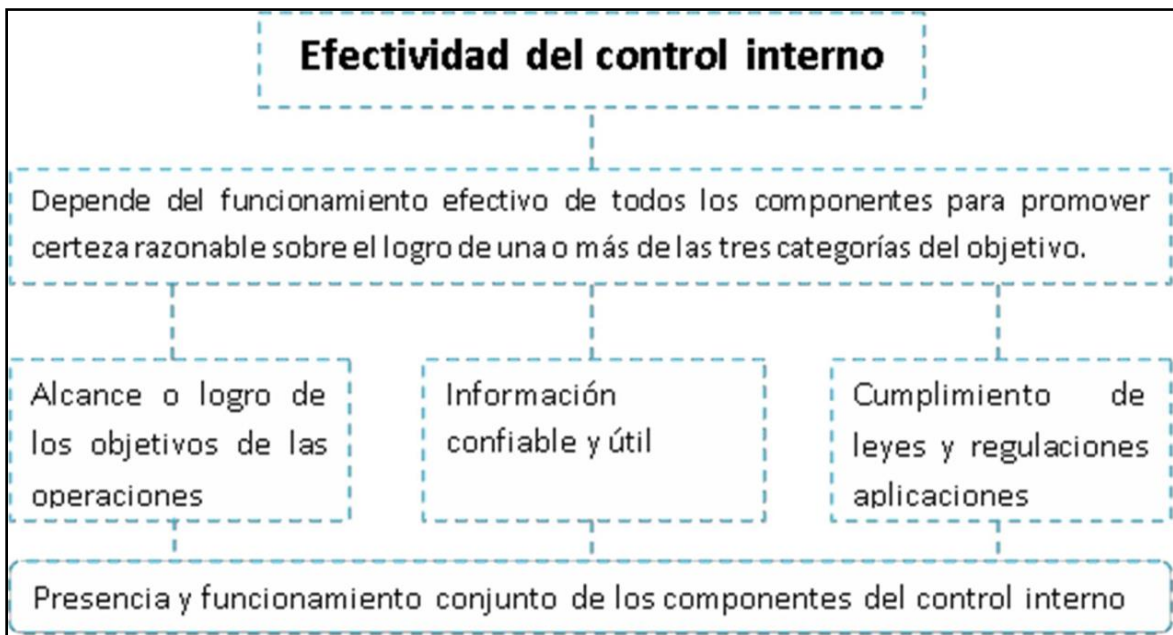 Efectividad del control interno
Depende del funcionamiento efectivo de todos los componentes para promover
certeza razonable sobre el logro de una o más de las tres categorías del objetivo.
Alcance o logro de
los objetivos de las
operaciones
Información
confiable y útil
Cumplimiento de
leyes y regulaciones
aplicaciones
Presencia y funcionamiento conjunto de los componentes del control interno